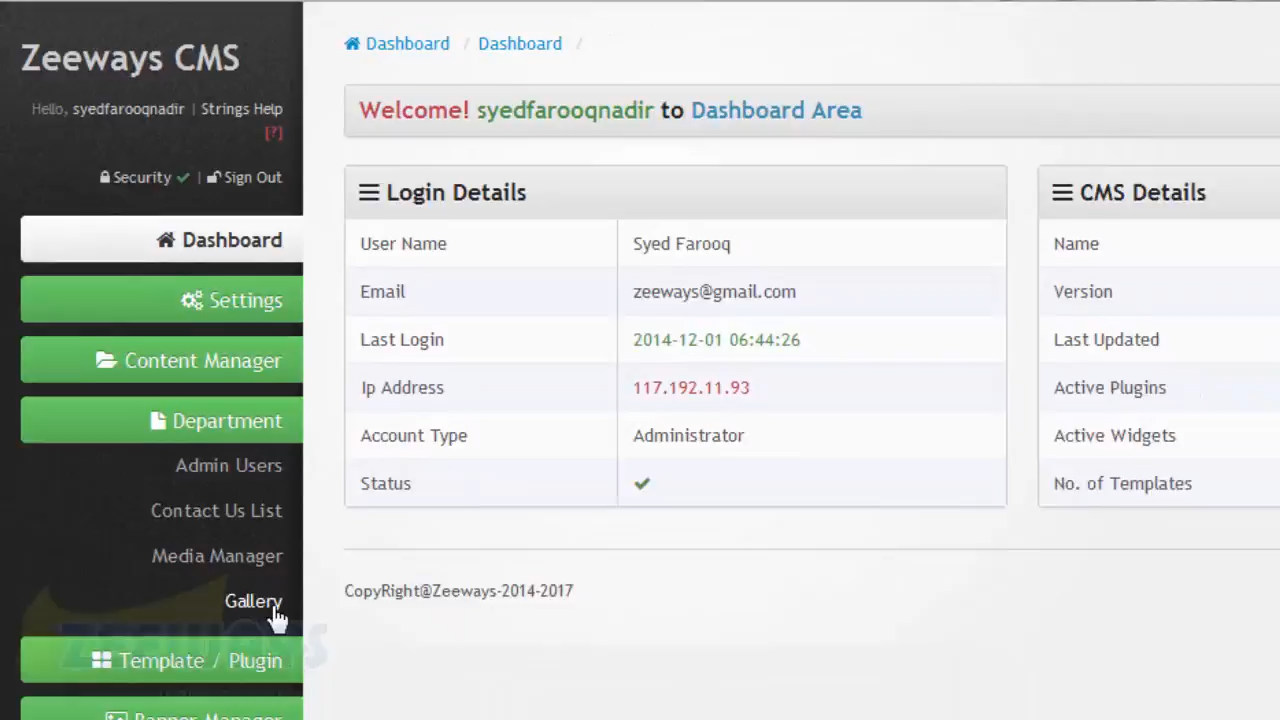 Zeeways CMS
Hello, syedfarooqnadir | Strings Help
[?]
Security | Sign Out
Dashboard
Settings
Content Manager
Department
Admin Users
Contact Us List
Media Manager
Gallery
Template / Plugin
Banner Manager
Dashboard / Dashboard /
Welcome! syedfarooqnadir to Dashboard Area
Login Details
User Name Syed Farooq
Email zeeways@gmail.com
Last Login 2014-12-01 06:44:26
Ip Address 117.192.11.93
Account Type Administrator
Status
CMS Details
Name
Version
Last Updated
Active Plugins
Active Widgets
No. of Templates
CopyRight@Zeeways-2014-2017
ZEEWAYS